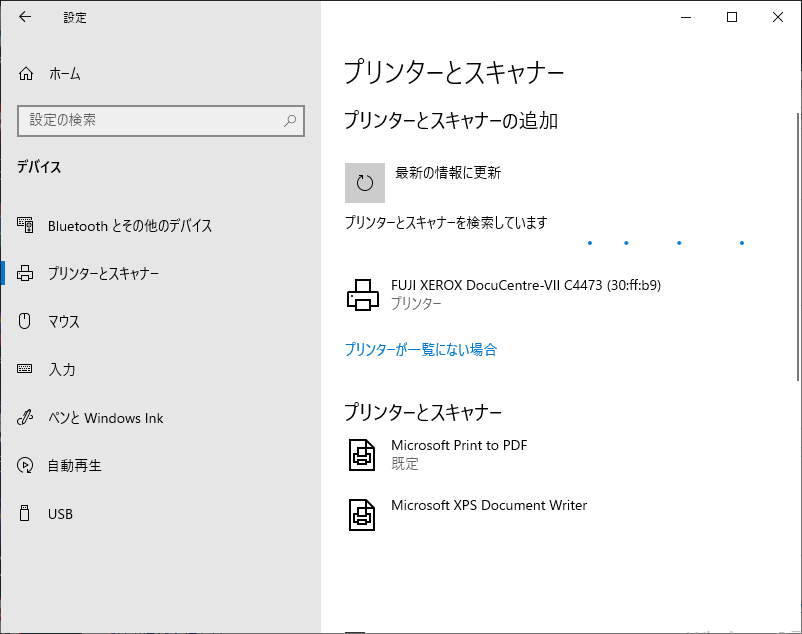 設定
ホーム
設定の検索
デバイス
Bluetooth とその他のデバイス
プリンターとスキャナー
マウス
入力
ペンと Windows Ink
自動再生
USB
プリンターとスキャナー
プリンターとスキャナーの追加
最新の情報に更新
プリンターとスキャナーを検索しています
FUJI XEROX DocuCentre-VII C4473 (30:ff:b9)
プリンター
プリンターが一覧にない場合
プリンターとスキャナー
Microsoft Print to PDF
既定
Microsoft XPS Document Writer